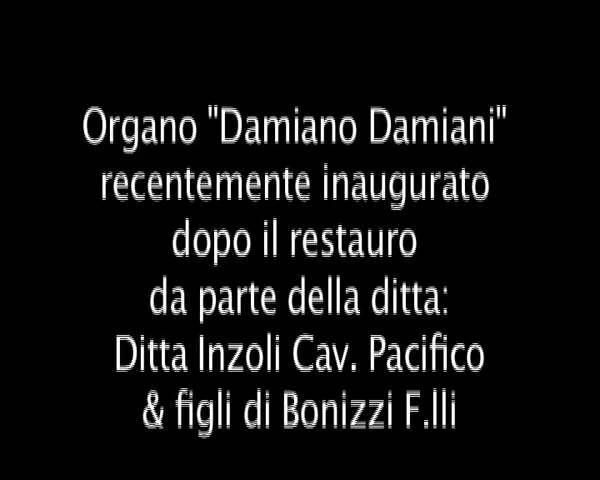 Organo "Damiano Damiani"
recentemente inaugurato
dopo il restauro
da parte della ditta:
Ditta Inzoli Cav. Pacifico
& figli di Bonizzi F.lli